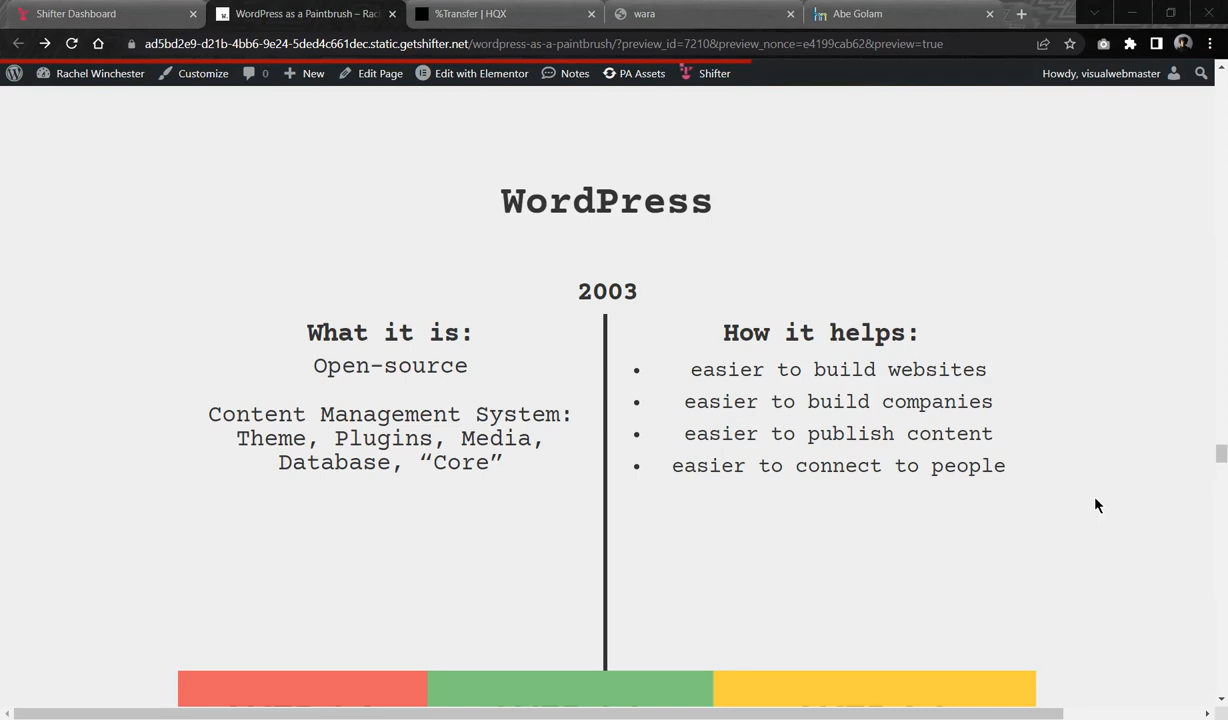 Shifter Dashboard
WordPress as a Paintbrush – Rac
%Transfer | HQX
wara
Abe Golam
ad5bd2e9-d21b-4bb6-9e24-5ded4c661dec.static.getshifter.net/wordpress-as-a-paintbrush/?preview_id=7210&preview_nonce=e4199cab62&preview=true
Rachel Winchester
Customize
0
New
Edit Page
Edit with Elementor
Notes
PA Assets
Shifter
Howdy, visualwebmaster
WordPress
2003
What it is:
Open-source
Content Management System:
Theme, Plugins, Media,
Database, “Core”
How it helps:
• easier to build websites
• easier to build companies
• easier to publish content
• easier to connect to people